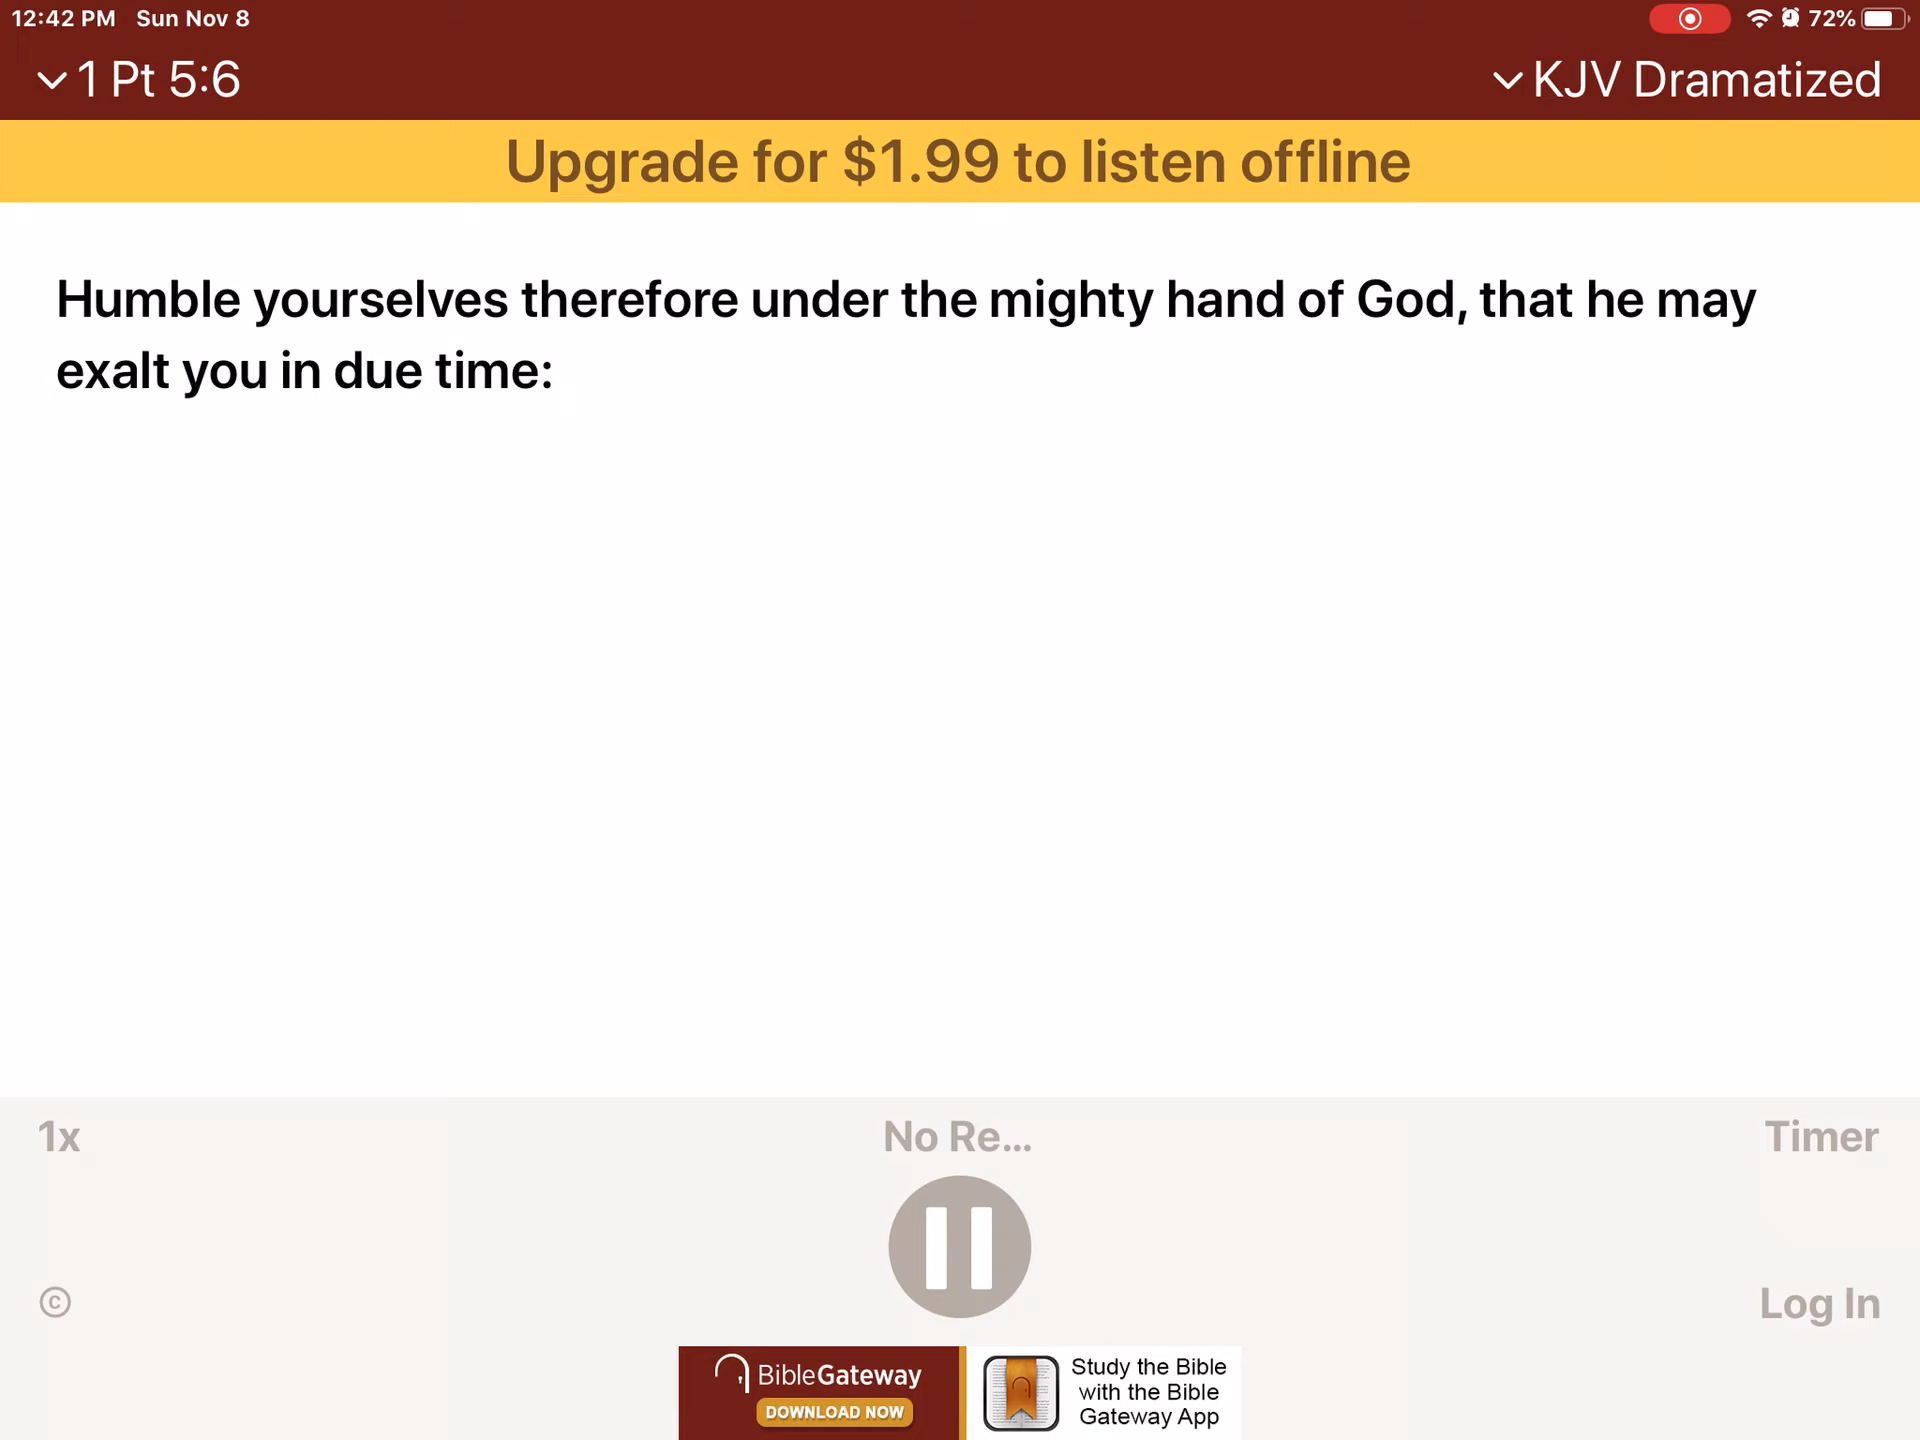 12:42 PM Sun Nov 8 72%
1 Pt 5:6 KJV Dramatized
Upgrade for $1.99 to listen offline
Humble yourselves therefore under the mighty hand of God, that he may
exalt you in due time:
1x No Re... Timer
© Log In
BibleGateway
DOWNLOAD NOW
Study the Bible
with the Bible
Gateway App